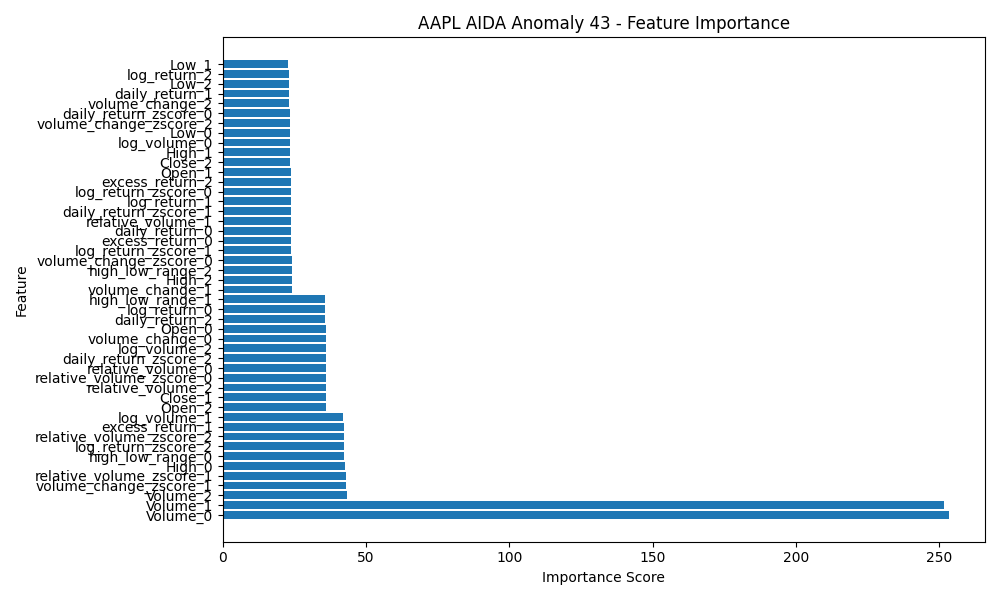 AAPL AIDA Anomaly 43 - Feature Importance
Low_1
log_return_2
Low_2
daily_return_1
volume_change_2
daily_return_zscore_0
volume_change_zscore_2
Low_0
log_volume_0
High_1
Close_2
Open_1
excess_return_2
log_return_zscore_0
log_return_1
daily_return_zscore_1
relative_volume_1
daily_return_0
excess_return_0
log_return_zscore_1
volume_change_zscore_0
high_low_range_2
High_2
volume_change_1
high_low_range_1
log_return_0
daily_return_2
Open_0
volume_change_0
log_volume_2
daily_return_zscore_2
relative_volume_0
relative_volume_zscore_0
relative_volume_2
Close_1
Open_2
log_volume_1
excess_return_1
relative_volume_zscore_2
log_return_zscore_2
high_low_range_0
High_0
relative_volume_zscore_1
volume_change_zscore_1
Volume_2
Volume_1
Volume_0
Feature
0 50 100 150 200 250
Importance Score